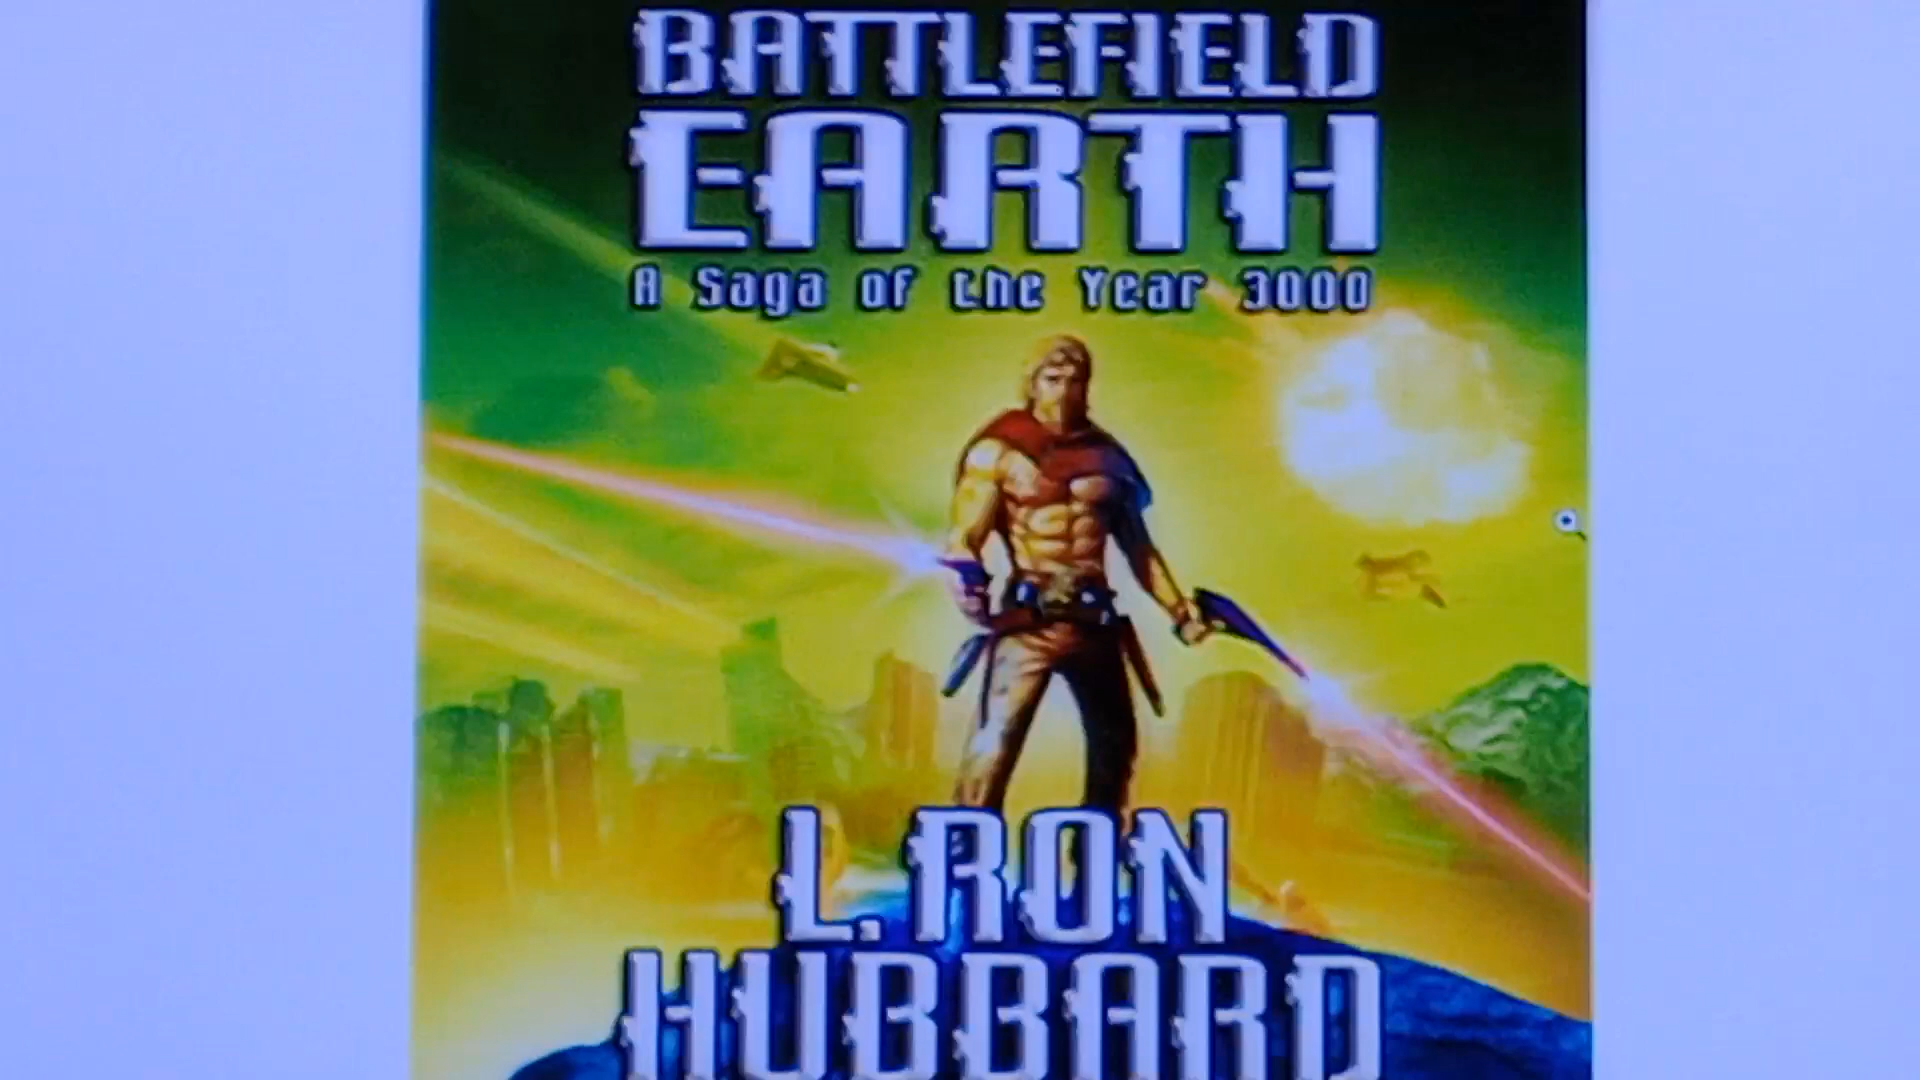 BATTLEFIELD
EARTH
A Saga of the Year 3000
L. RON
HUBBARD